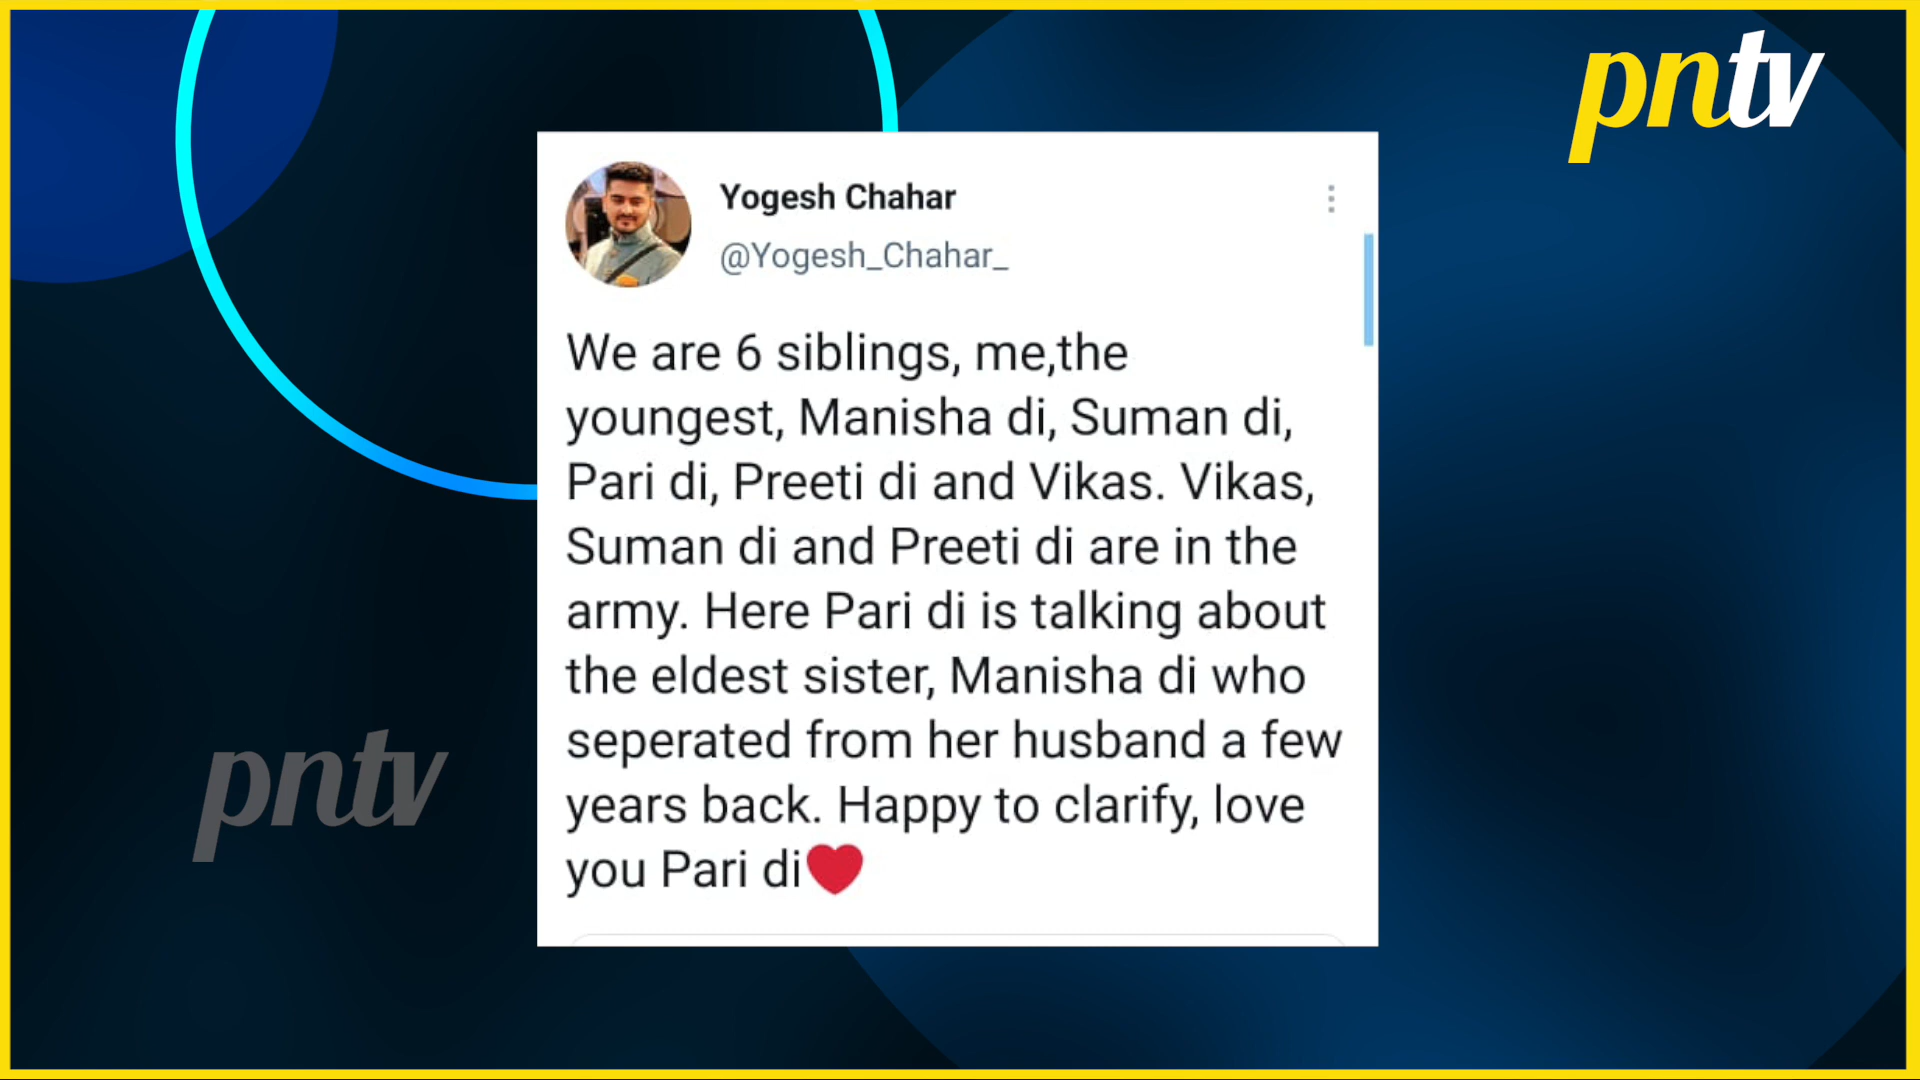 pntv
Yogesh Chahar
@Yogesh_Chahar_
We are 6 siblings, me,the
youngest, Manisha di, Suman di,
Pari di, Preeti di and Vikas. Vikas,
Suman di and Preeti di are in the
army. Here Pari di is talking about
the eldest sister, Manisha di who
seperated from her husband a few
years back. Happy to clarify, love
you Pari di❤️
pntv